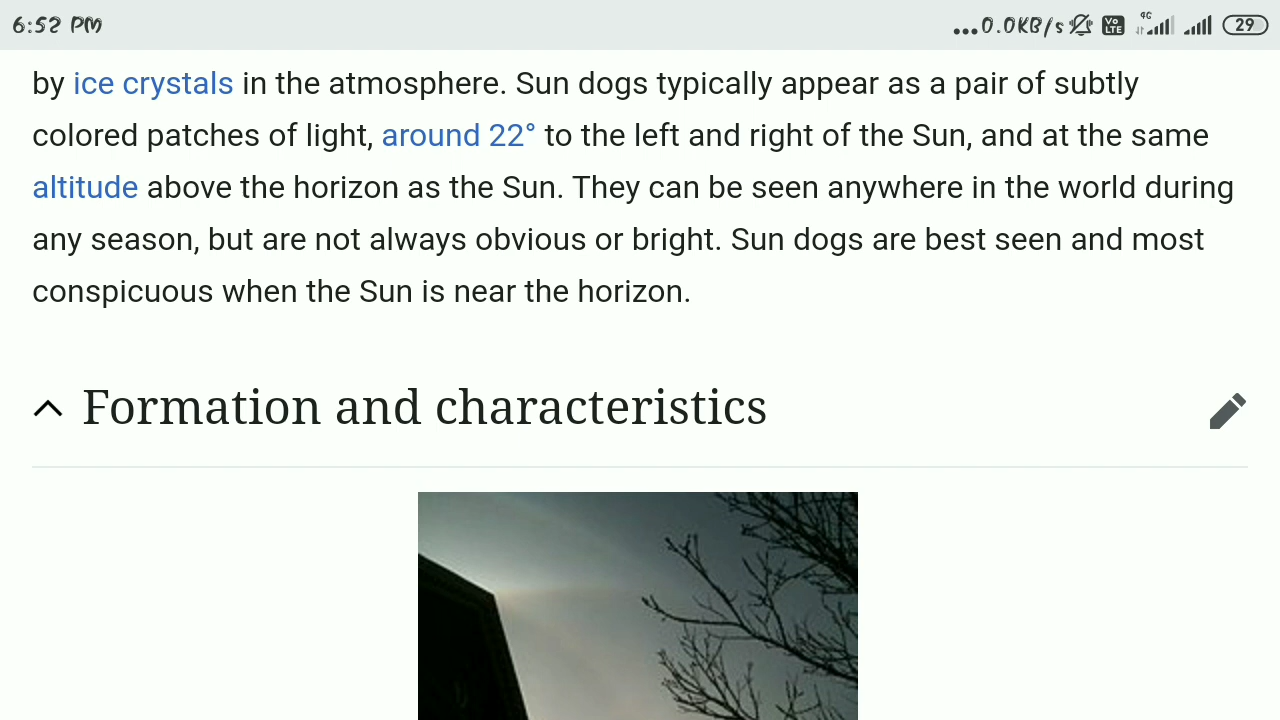 6:52 PM
...0.0KB/s Vo LTE 4G 29
by ice crystals in the atmosphere. Sun dogs typically appear as a pair of subtly
colored patches of light, around 22° to the left and right of the Sun, and at the same
altitude above the horizon as the Sun. They can be seen anywhere in the world during
any season, but are not always obvious or bright. Sun dogs are best seen and most
conspicuous when the Sun is near the horizon.
Formation and characteristics